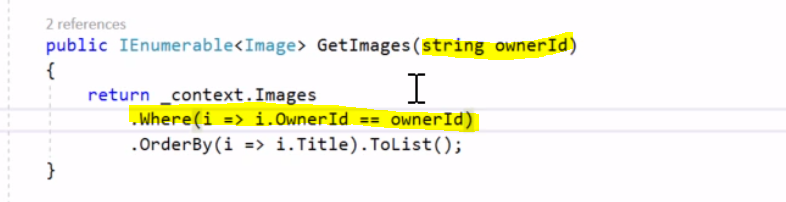 2 references
public IEnumerable<Image> GetImages(string ownerId)
{
return _context.Images
.Where(i => i.OwnerId == ownerId)
.OrderBy(i => i.Title).ToList();
}